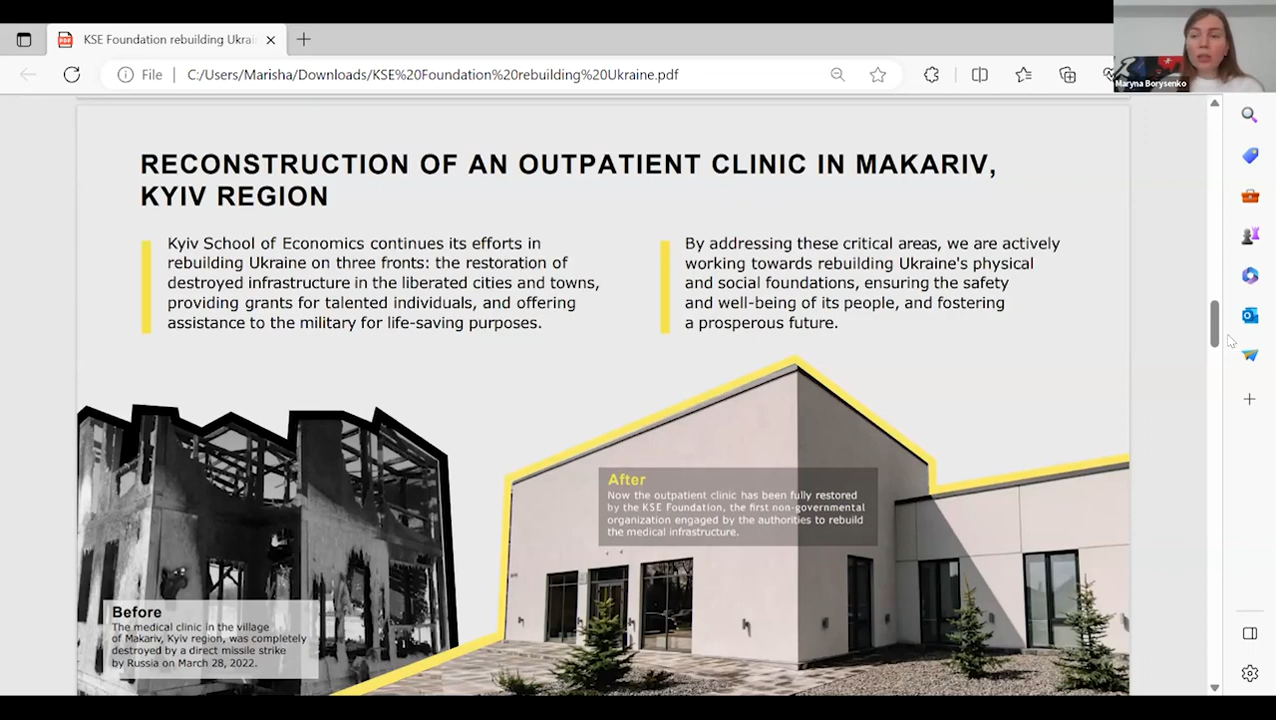 KSE Foundation rebuilding Ukrai
File
C:/Users/Marisha/Downloads/KSE%20Foundation%20rebuilding%20Ukraine.pdf
Maryna Borysenko
RECONSTRUCTION OF AN OUTPATIENT CLINIC IN MAKARIV,
KYIV REGION
Kyiv School of Economics continues its efforts in
rebuilding Ukraine on three fronts: the restoration of
destroyed infrastructure in the liberated cities and towns,
providing grants for talented individuals, and offering
assistance to the military for life-saving purposes.
By addressing these critical areas, we are actively
working towards rebuilding Ukraine's physical
and social foundations, ensuring the safety
and well-being of its people, and fostering
a prosperous future.
After
Now the outpatient clinic has been fully restored
by the KSE Foundation, the first non-governmental
organization engaged by the authorities to rebuild
the medical infrastructure.
Before
The medical clinic in the village
of Makariv, Kyiv region, was completely
destroyed by a direct missile strike
by Russia on March 28, 2022.